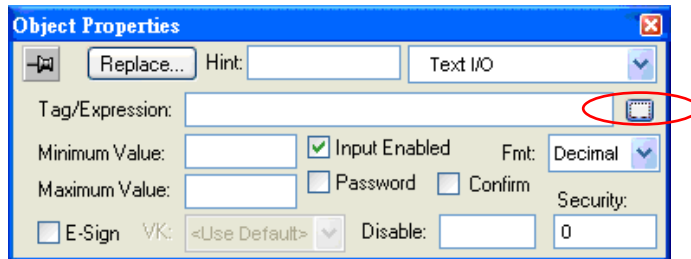 Object Properties
Replace... Hint: Text I/O
Tag/Expression:
Minimum Value: Input Enabled Fmt: Decimal
Maximum Value: Password Confirm
Security:
E-Sign VK: <Use Default> Disable: 0